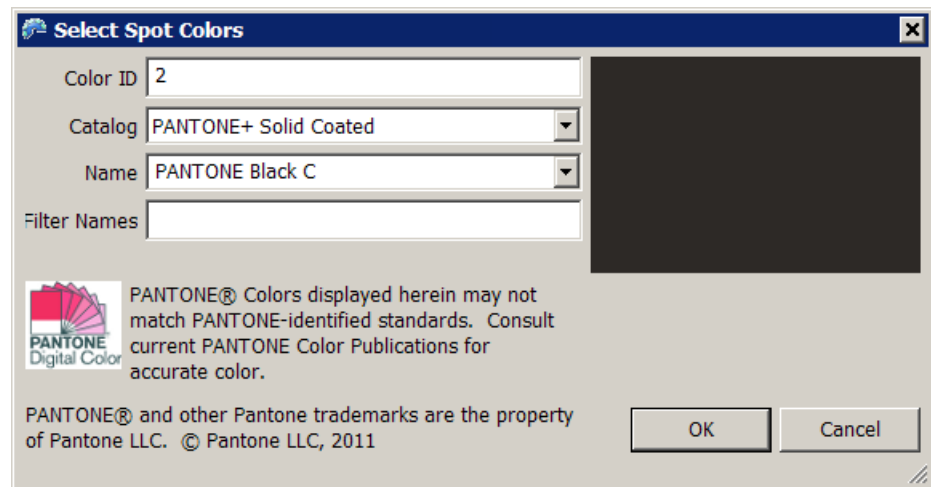 Select Spot Colors
Color ID 2
Catalog PANTONE+ Solid Coated
Name PANTONE Black C
Filter Names
PANTONE
Digital Color
PANTONE® Colors displayed herein may not
match PANTONE-identified standards. Consult
current PANTONE Color Publications for
accurate color.
PANTONE® and other Pantone trademarks are the property
of Pantone LLC. © Pantone LLC, 2011
OK Cancel